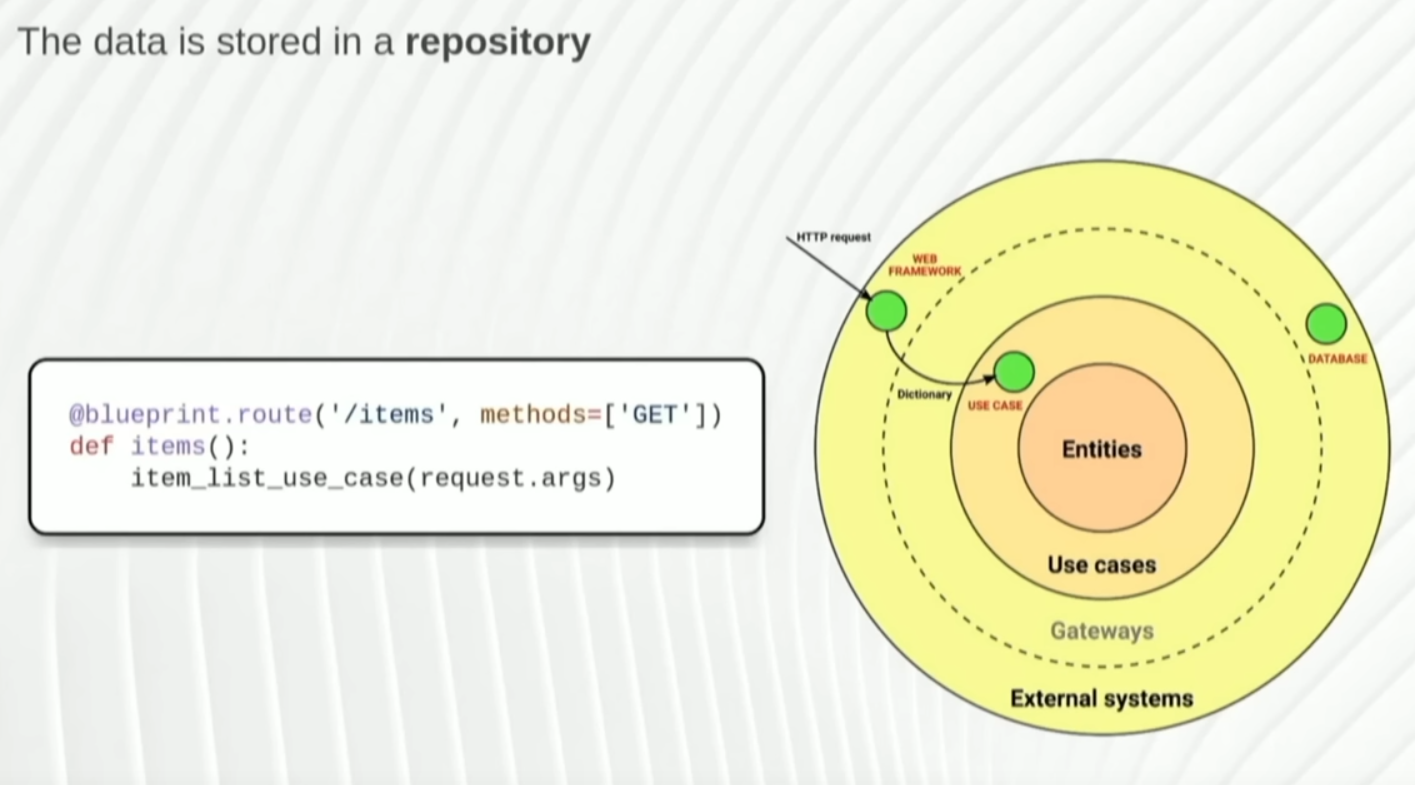 The data is stored in a repository
@blueprint.route('/items', methods=['GET'])
def items():
    item_list_use_case(request.args)
HTTP request
WEB
FRAMEWORK
DATABASE
Dictionary
USE CASE
Entities
Use cases
Gateways
External systems